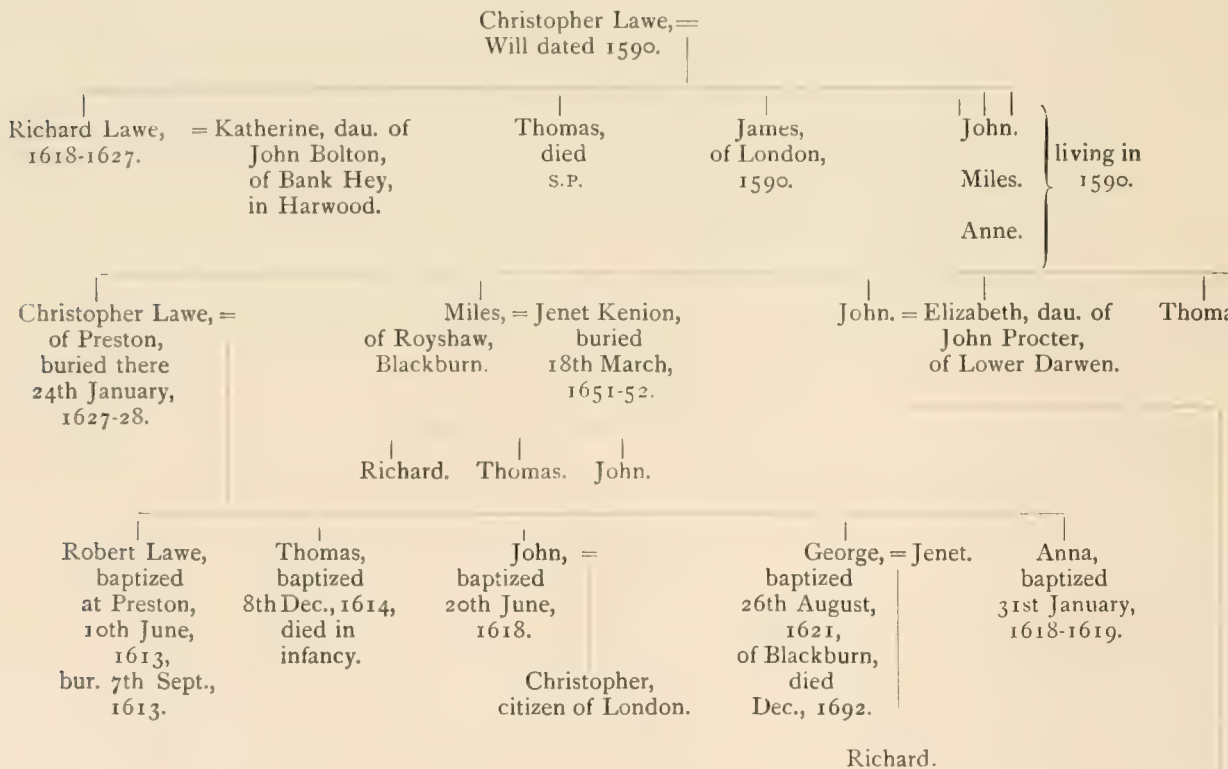 Christopher Lawe,=
Will dated 1590.
Richard Lawe,
1618-1627.
= Katherine, dau. of
John Bolton,
of Bank Hey,
in Harwood.
Thomas,
died
S.P.
James,
of London,
1590.
John.
Miles.
Anne.
living in
1590.
Christopher Lawe, =
of Preston,
buried there
24th January,
1627-28.
Miles,
of Royshaw,
Blackburn.
= Jenet Kenion,
buried
18th March,
1651-52.
John. = Elizabeth, dau. of
John Procter,
of Lower Darwen.
Thoma
Richard. Thomas. John.
Robert Lawe,
baptized
at Preston,
10th June,
1613,
bur. 7th Sept.,
1613.
Thomas,
baptized
8th Dec., 1614,
died in
infancy.
John, =
baptized
20th June,
1618.
Christopher,
citizen of London.
George, = Jenet.
baptized
26th August,
1621,
of Blackburn,
died
Dec., 1692.
Anna,
baptized
31st January,
1618-1619.
Richard.